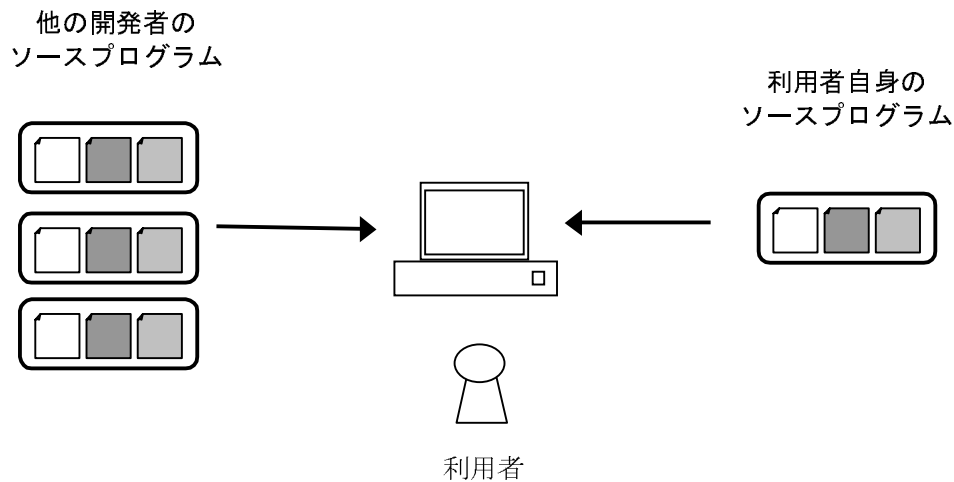 他の開発者の
ソースプログラム
利用者自身の
ソースプログラム
利用者